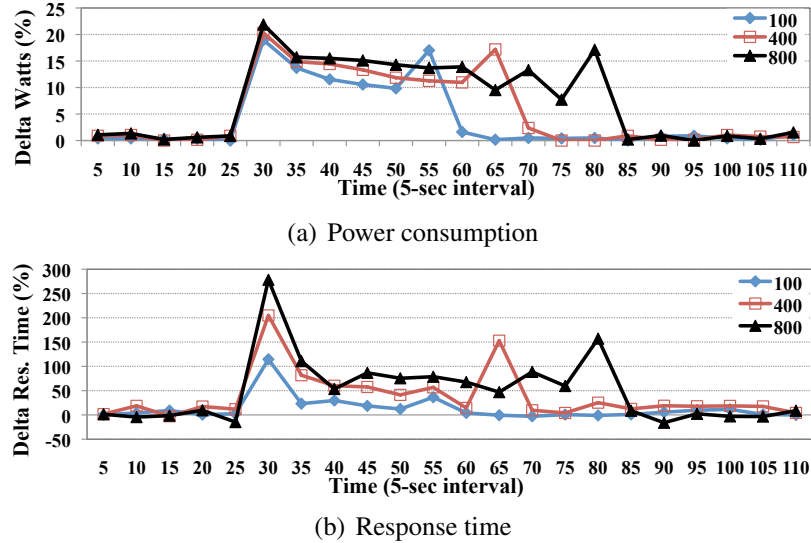 Delta Watts (%)
25
20
15
10
5
0
100
400
800
5 10 15 20 25 30 35 40 45 50 55 60 65 70 75 80 85 90 95 100 105 110
Time (5-sec interval)
(a) Power consumption
Delta Res. Time (%)
300
250
200
150
100
50
0
-50
100
400
800
5 10 15 20 25 30 35 40 45 50 55 60 65 70 75 80 85 90 95 100 105 110
Time (5-sec interval)
(b) Response time